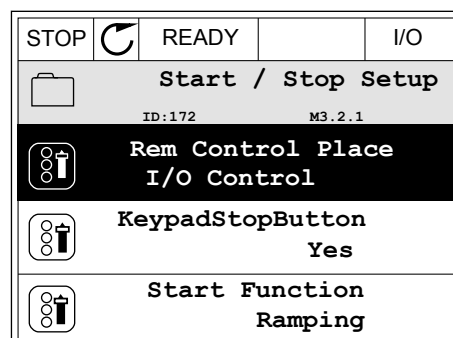 STOP READY I/O
Start / Stop Setup
ID:172 M3.2.1
Rem Control Place
I/O Control
KeypadStopButton
Yes
Start Function
Ramping